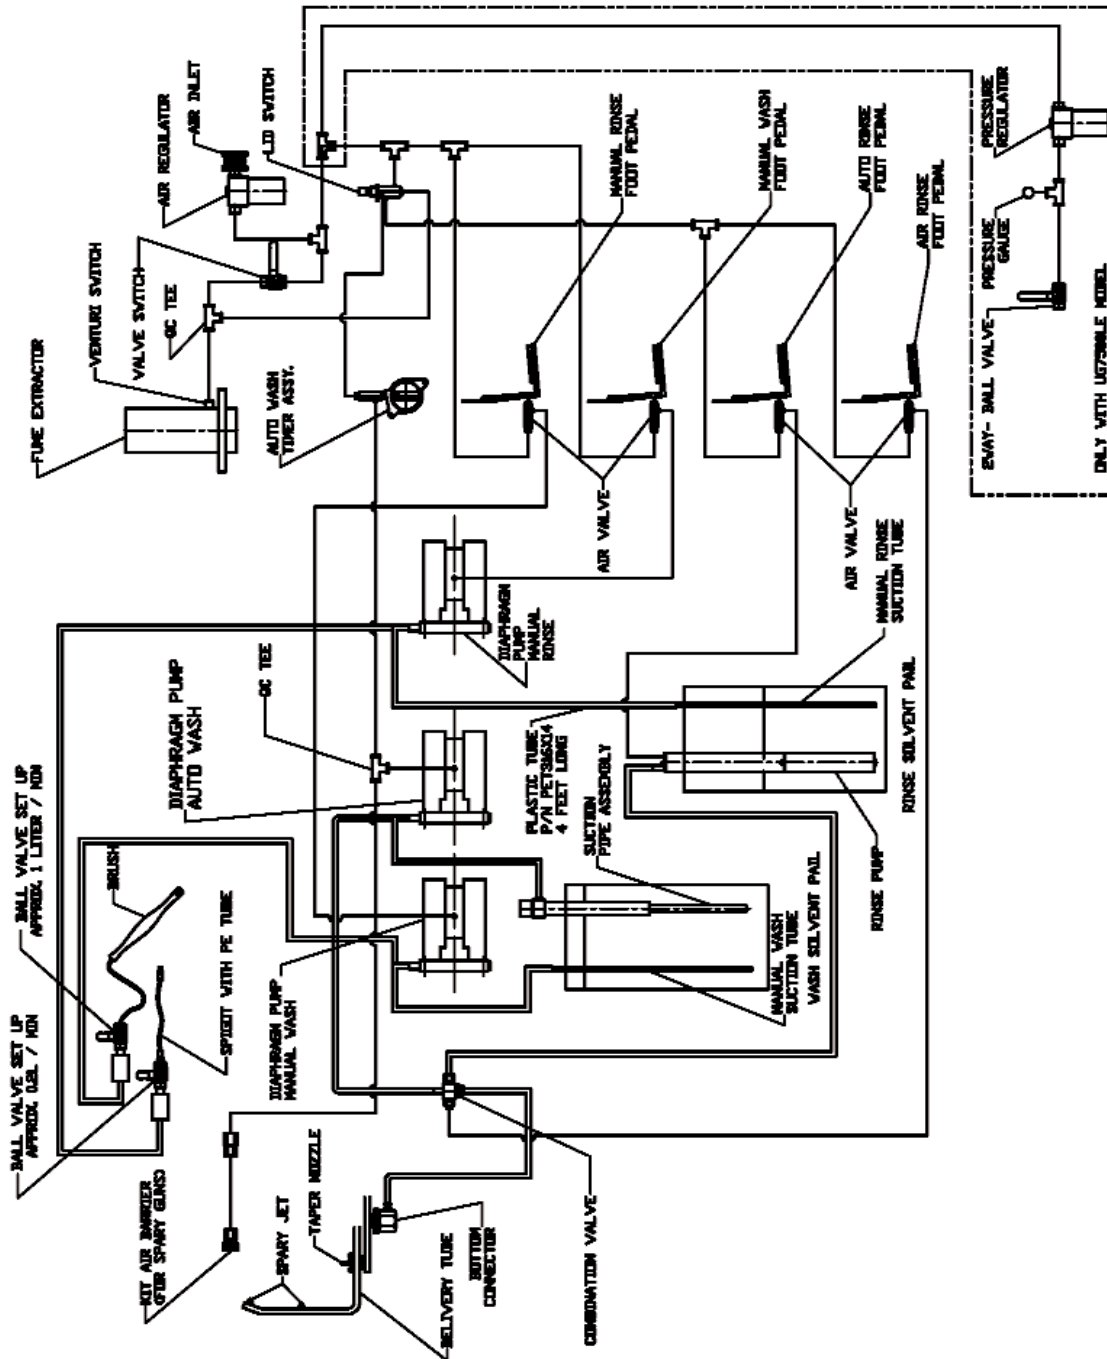 FUME EXTRACTOR
VENTURI SWITCH
VALVE SWITCH
QC TEE
AIR REGULATOR
AIR INLET
LID SWITCH
AUTO WASH
TIMER ASSY.
MANUAL RINSE
FOOT PEDAL
MANUAL WASH
FOOT PEDAL
AUTO RINSE
FOOT PEDAL
AIR RINSE
FOOT PEDAL
PRESSURE
REGULATOR
PRESSURE
GAUGE
2WAY- BALL VALVE
ONLY WITH UG7500LE MODEL
AIR VALVE
AIR VALVE
BALL VALVE SET UP
APPROX. 1 LITER / MIN
BRUSH
SPIGOT WITH PE TUBE
BALL VALVE SET UP
APPROX. 0.2L / MIN
DIAPHRAGM PUMP
AUTO WASH
QC TEE
DIAPHRAGM
PUMP
MANUAL
RINSE
DIAPHRAGM PUMP
MANUAL WASH
PLASTIC TUBE
P/N PET3A6X14
4 FEET LONG
SUCTION
PIPE ASSEMBLY
MANUAL RINSE
SUCTION TUBE
RINSE SOLVENT PAIL
RINSE PUMP
MANUAL WASH
SUCTION TUBE
WASH SOLVENT PAIL
KIT AIR BARRIER
(FOR SPARY GUNS)
SPARY JET
TAPER NOZZLE
DELIVERY TUBE
BOTTOM
CONNECTOR
COMBINATION VALVE